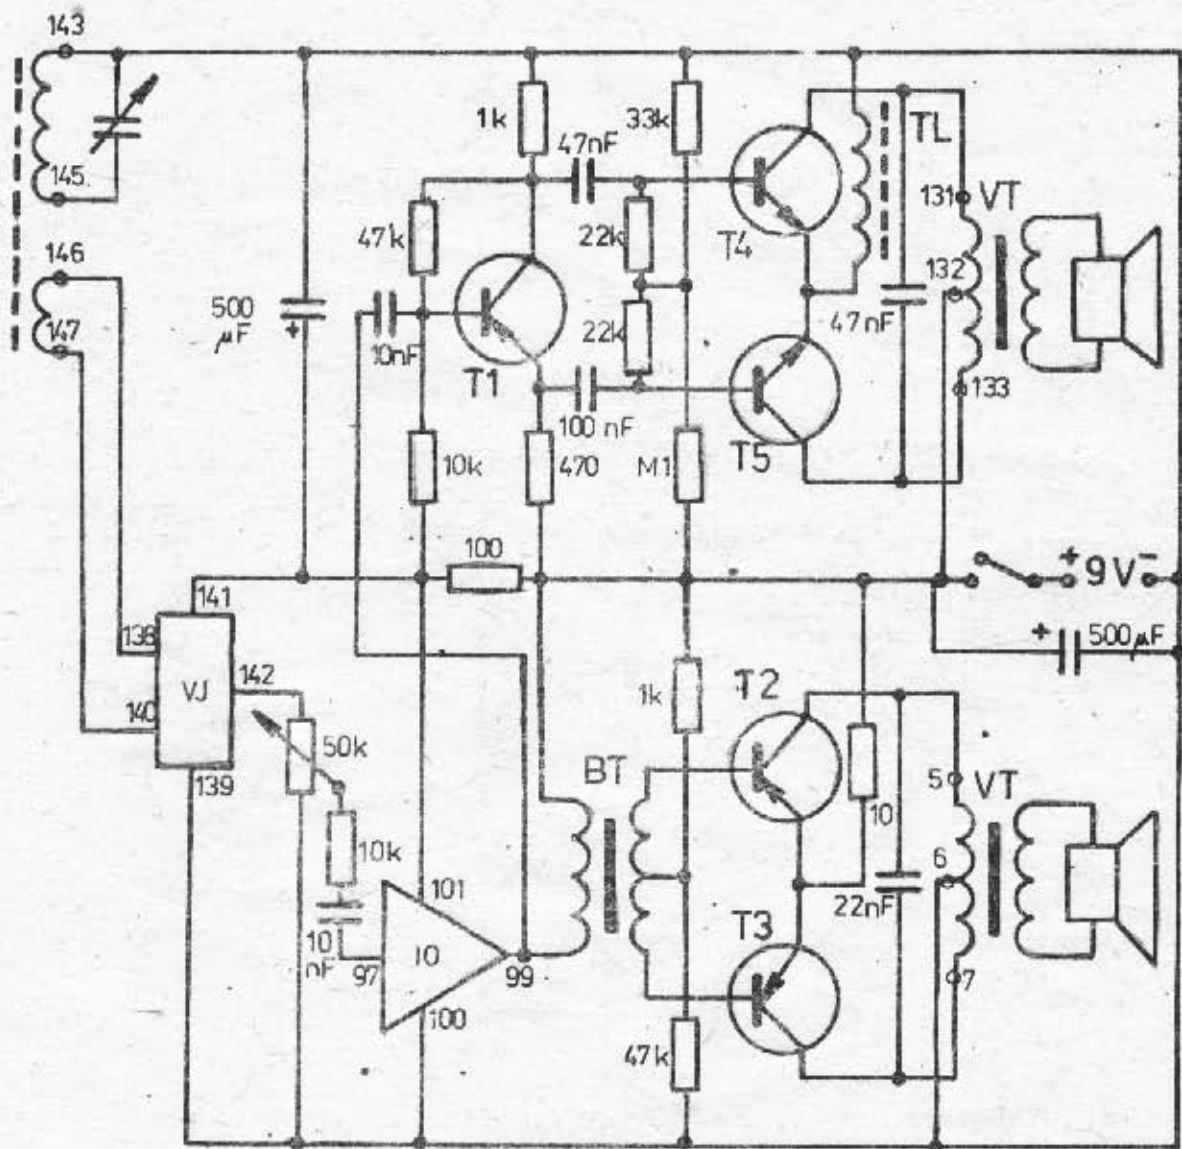 143
1k
47nF
33k
TL
145
131
VT
146
47k
22k
T4
132
500
µF
+
147
10nF
T1
22k
47nF
133
100 nF
T5
10k
470
M1
100
+
9V
-
141
138
+
500µF
142
VJ
1k
T2
140
50k
139
BT
5
VT
10
10k
6
101
22nF
10
nF
IO
T3
97
99
7
100
47k